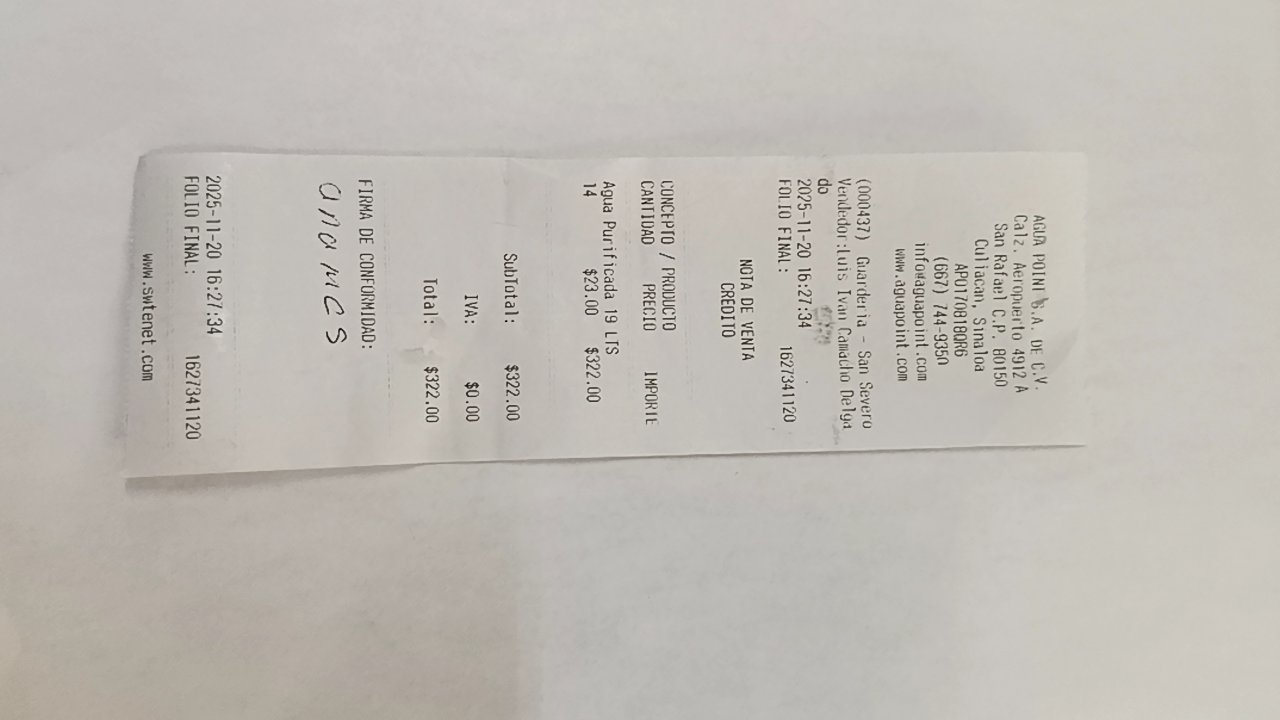 AGUA POINT S.A. DE C.V.
Calz. Aeropuerto 4912 A
San Rafael C.P. 80150
Culiacan, Sinaloa
APO170818QR6
(667) 744-9350
info@aguapoint.com
www.aguapoint.com
(000437) Guarderia - San Severo
Vendedor:Luis Ivan Camacho Delga
do
2025-11-20 16:27:34
FOLIO FINAL: 1627341120
NOTA DE VENTA
CREDITO
CONCEPTO / PRODUCTO
CANTIDAD PRECIO IMPORTE
Agua Purificada 19 LTS
14 $23.00 $322.00
SubTotal: $322.00
IVA: $0.00
Total: $322.00
FIRMA DE CONFORMIDAD:
2025-11-20 16:27:34
FOLIO FINAL: 1627341120
www.swtenet.com